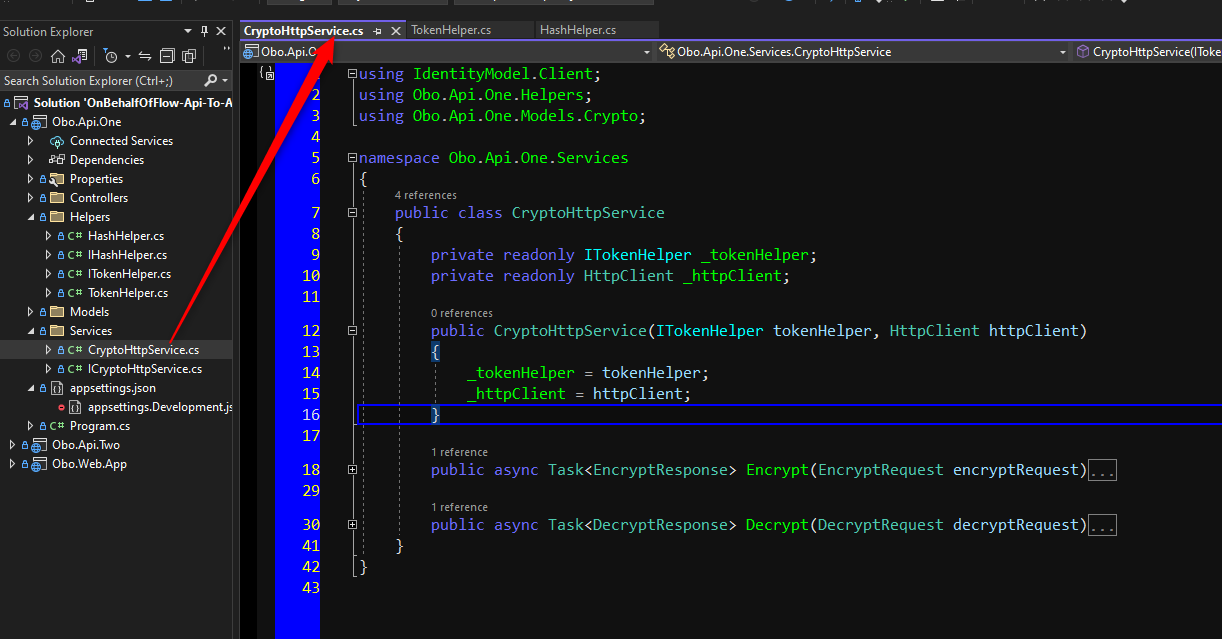 Solution Explorer
Search Solution Explorer (Ctrl+;)
Solution 'OnBehalfOfFlow-Api-To-A
Obo.Api.One
Connected Services
Dependencies
Properties
Controllers
Helpers
C# HashHelper.cs
C# IHashHelper.cs
C# ITokenHelper.cs
C# TokenHelper.cs
Models
Services
C# CryptoHttpService.cs
C# ICryptoHttpService.cs
appsettings.json
appsettings.Development.js
C# Program.cs
Obo.Api.Two
Obo.Web.App
CryptoHttpService.cs
TokenHelper.cs
HashHelper.cs
Obo.Api.O
Obo.Api.One.Services.CryptoHttpService
CryptoHttpService(IToke
using IdentityModel.Client;
2 using Obo.Api.One.Helpers;
3 using Obo.Api.One.Models.Crypto;
4
5 namespace Obo.Api.One.Services
6 {
4 references
7 public class CryptoHttpService
8 {
9 private readonly ITokenHelper _tokenHelper;
10 private readonly HttpClient _httpClient;
11
0 references
12 public CryptoHttpService(ITokenHelper tokenHelper, HttpClient httpClient)
13 {
14 _tokenHelper = tokenHelper;
15 _httpClient = httpClient;
16 }
17
1 reference
18 public async Task<EncryptResponse> Encrypt(EncryptRequest encryptRequest)...
29
1 reference
30 public async Task<DecryptResponse> Decrypt(DecryptRequest decryptRequest)...
41 }
42 }
43